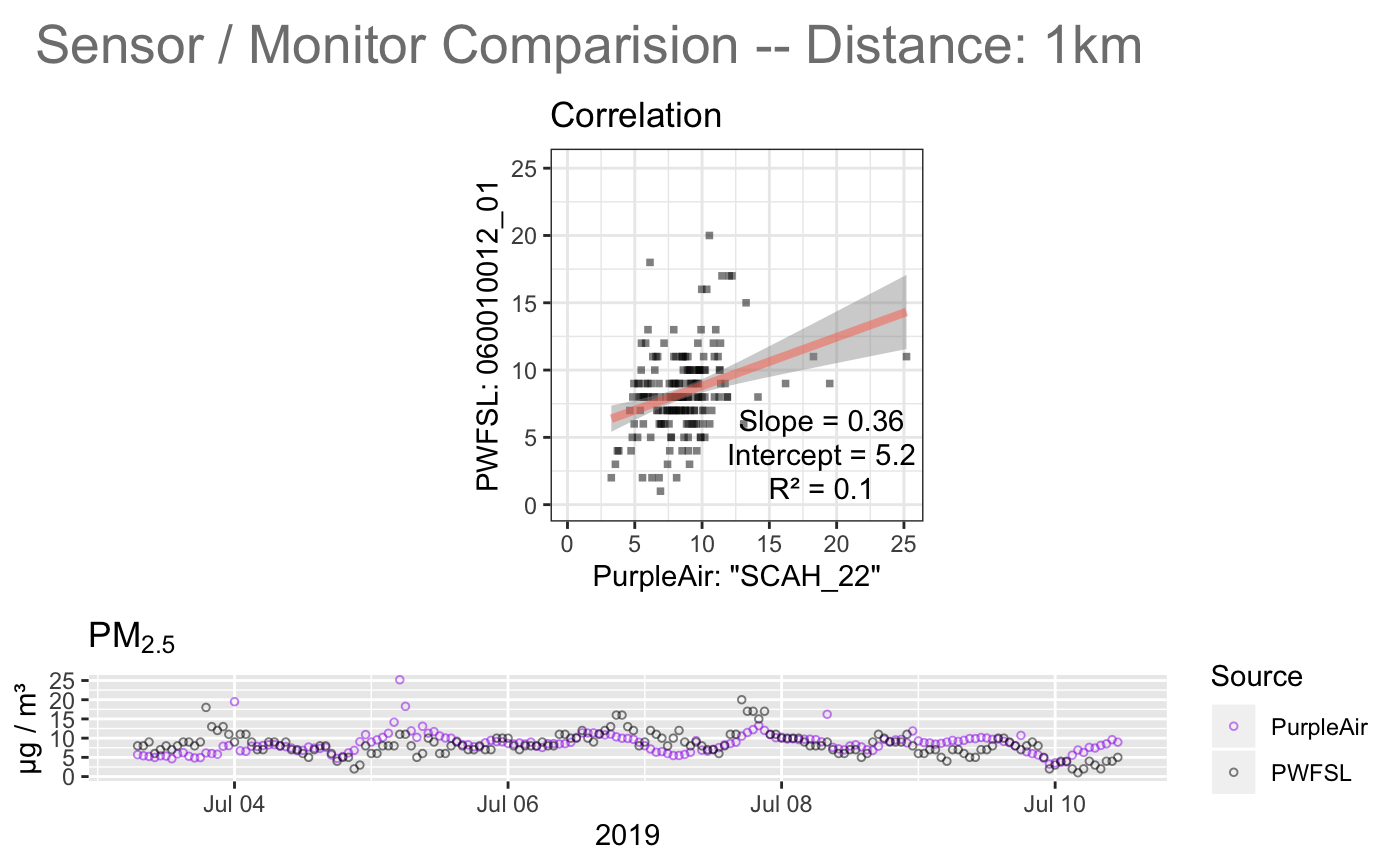 Sensor / Monitor Comparision -- Distance: 1km
Correlation
PWFSL: 060010012_01
25
20
15
10
5
0
Slope = 0.36
Intercept = 5.2
R² = 0.1
0 5 10 15 20 25
PurpleAir: "SCAH_22"
PM2.5
µg / m³
25
20
15
10
5
0
Jul 04 Jul 06 Jul 08 Jul 10
2019
Source
PurpleAir
PWFSL